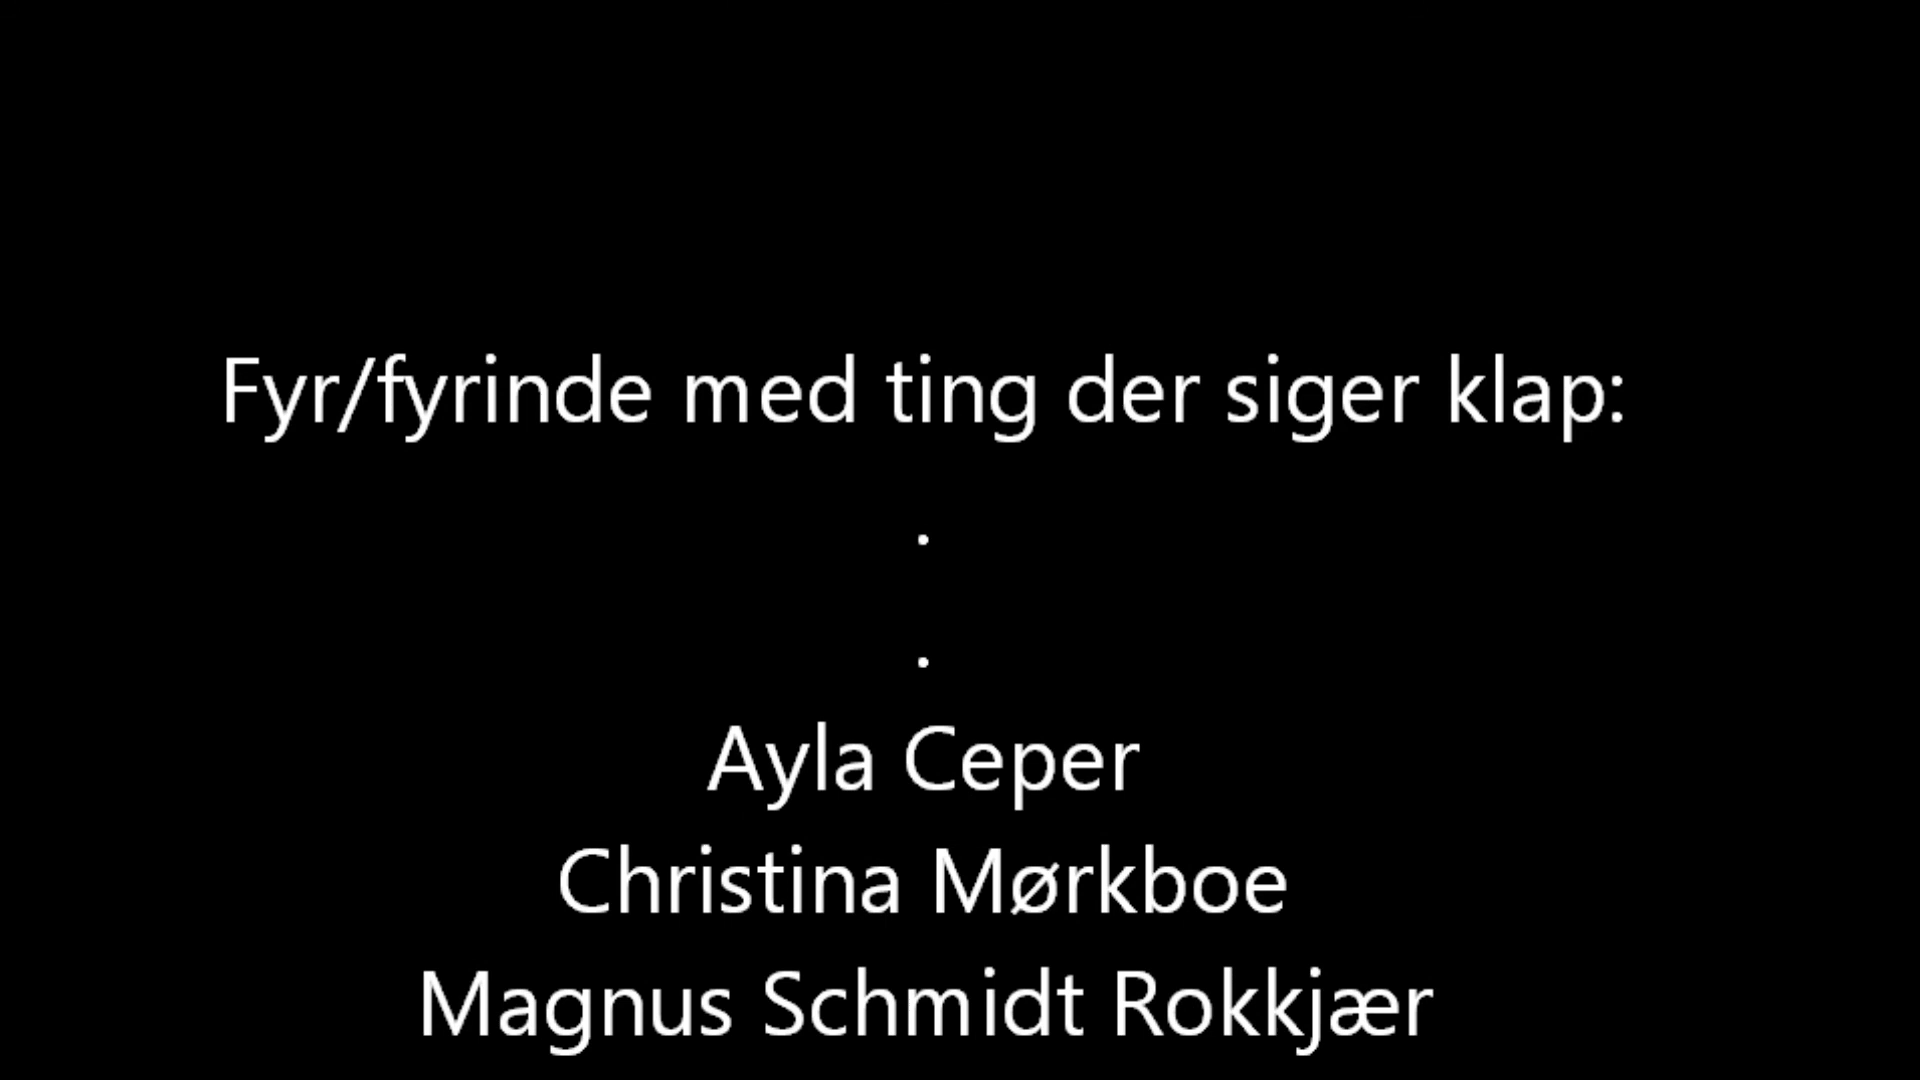 Fyr/fyrinde med ting der siger klap:
.
.
Ayla Ceper
Christina Mørkboe
Magnus Schmidt Rokkjær